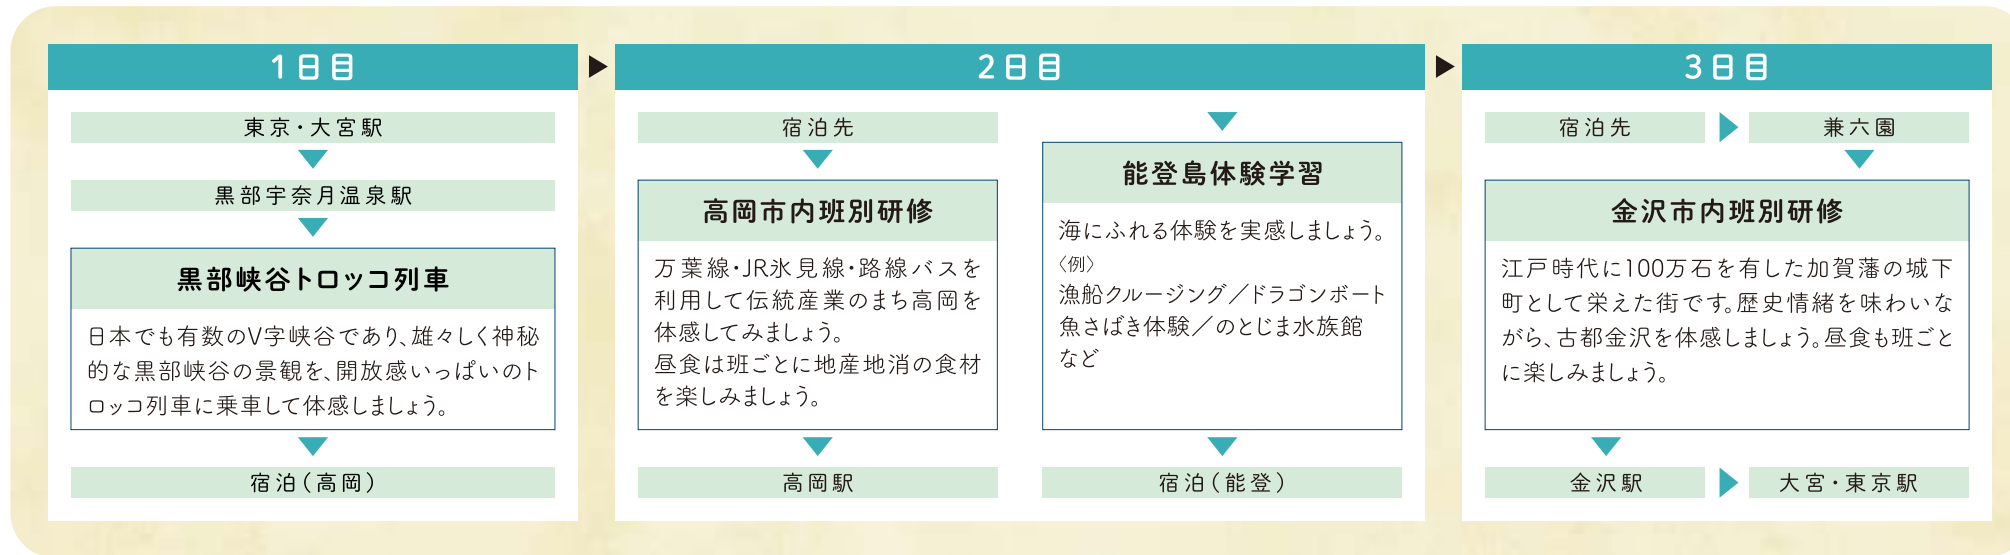 1日目
東京・大宮駅
黒部宇奈月温泉駅
黒部峡谷トロッコ列車
日本でも有数のV字峡谷であり、雄々しく神秘
的な黒部峡谷の景観を、開放感いっぱいのト
ロッコ列車に乗車して体感しましょう。
宿泊(高岡)
2日目
宿泊先
高岡市内班別研修
万葉線・JR氷見線・路線バスを
利用して伝統産業のまち高岡を
体感してみましょう。
昼食は班ごとに地産地消の食材
を楽しみましょう。
高岡駅
能登島体験学習
海にふれる体験を実感しましょう。
〈例〉
漁船クルージング／ドラゴンボート
魚さばき体験／のとじま水族館
など
宿泊(能登)
3日目
宿泊先
兼六園
金沢市内班別研修
江戸時代に100万石を有した加賀藩の城下
町として栄えた街です。歴史情緒を味わいな
がら、古都金沢を体感しましょう。昼食も班ごと
に楽しみましょう。
金沢駅
大宮・東京駅